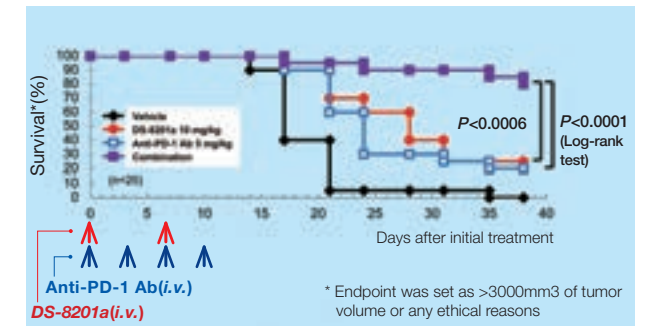 Survival*(%)
100
90
80
70
60
50
40
30
20
10
0
Vehicle
DS-8201a 10 mg/kg
Anti-PD-1 Ab 5 mg/kg
Combination
(n=20)
P<0.0006
P<0.0001
(Log-rank
test)
0 5 10 15 20 25 30 35 40
Days after initial treatment
Anti-PD-1 Ab(i.v.)
DS-8201a(i.v.)
* Endpoint was set as >3000mm3 of tumor
volume or any ethical reasons